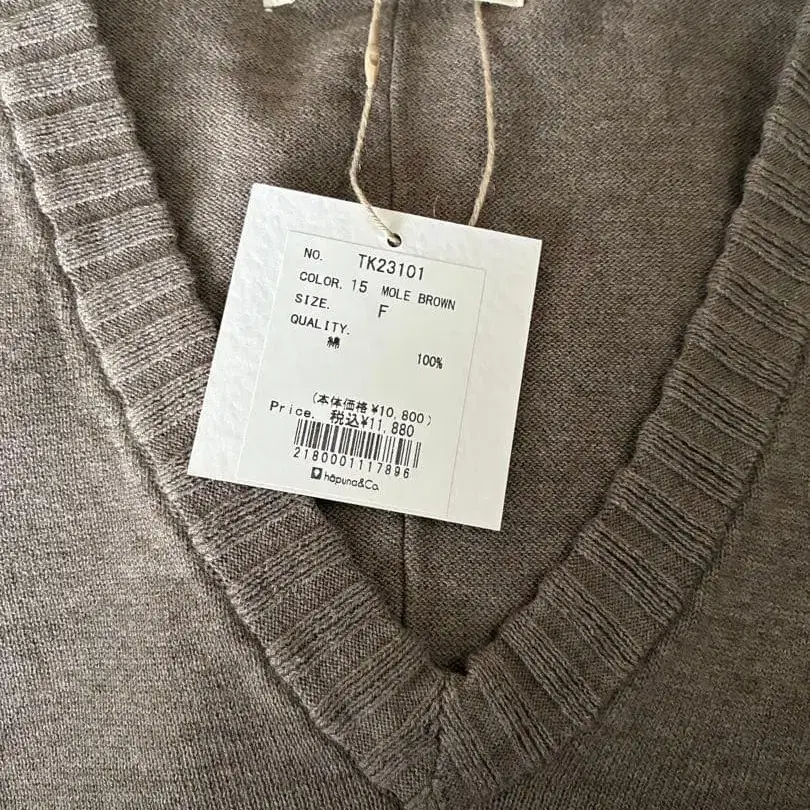 NO. TK23101
COLOR. 15 MOLE BROWN
SIZE. F
QUALITY.
綿
100%
(本体価格¥10,800)
Price. 税込¥11,880
2180001117896
hapuna&Co.